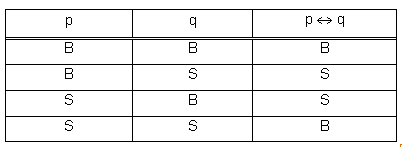 p q p ↔ q
B B B
B S S
S B S
S S B